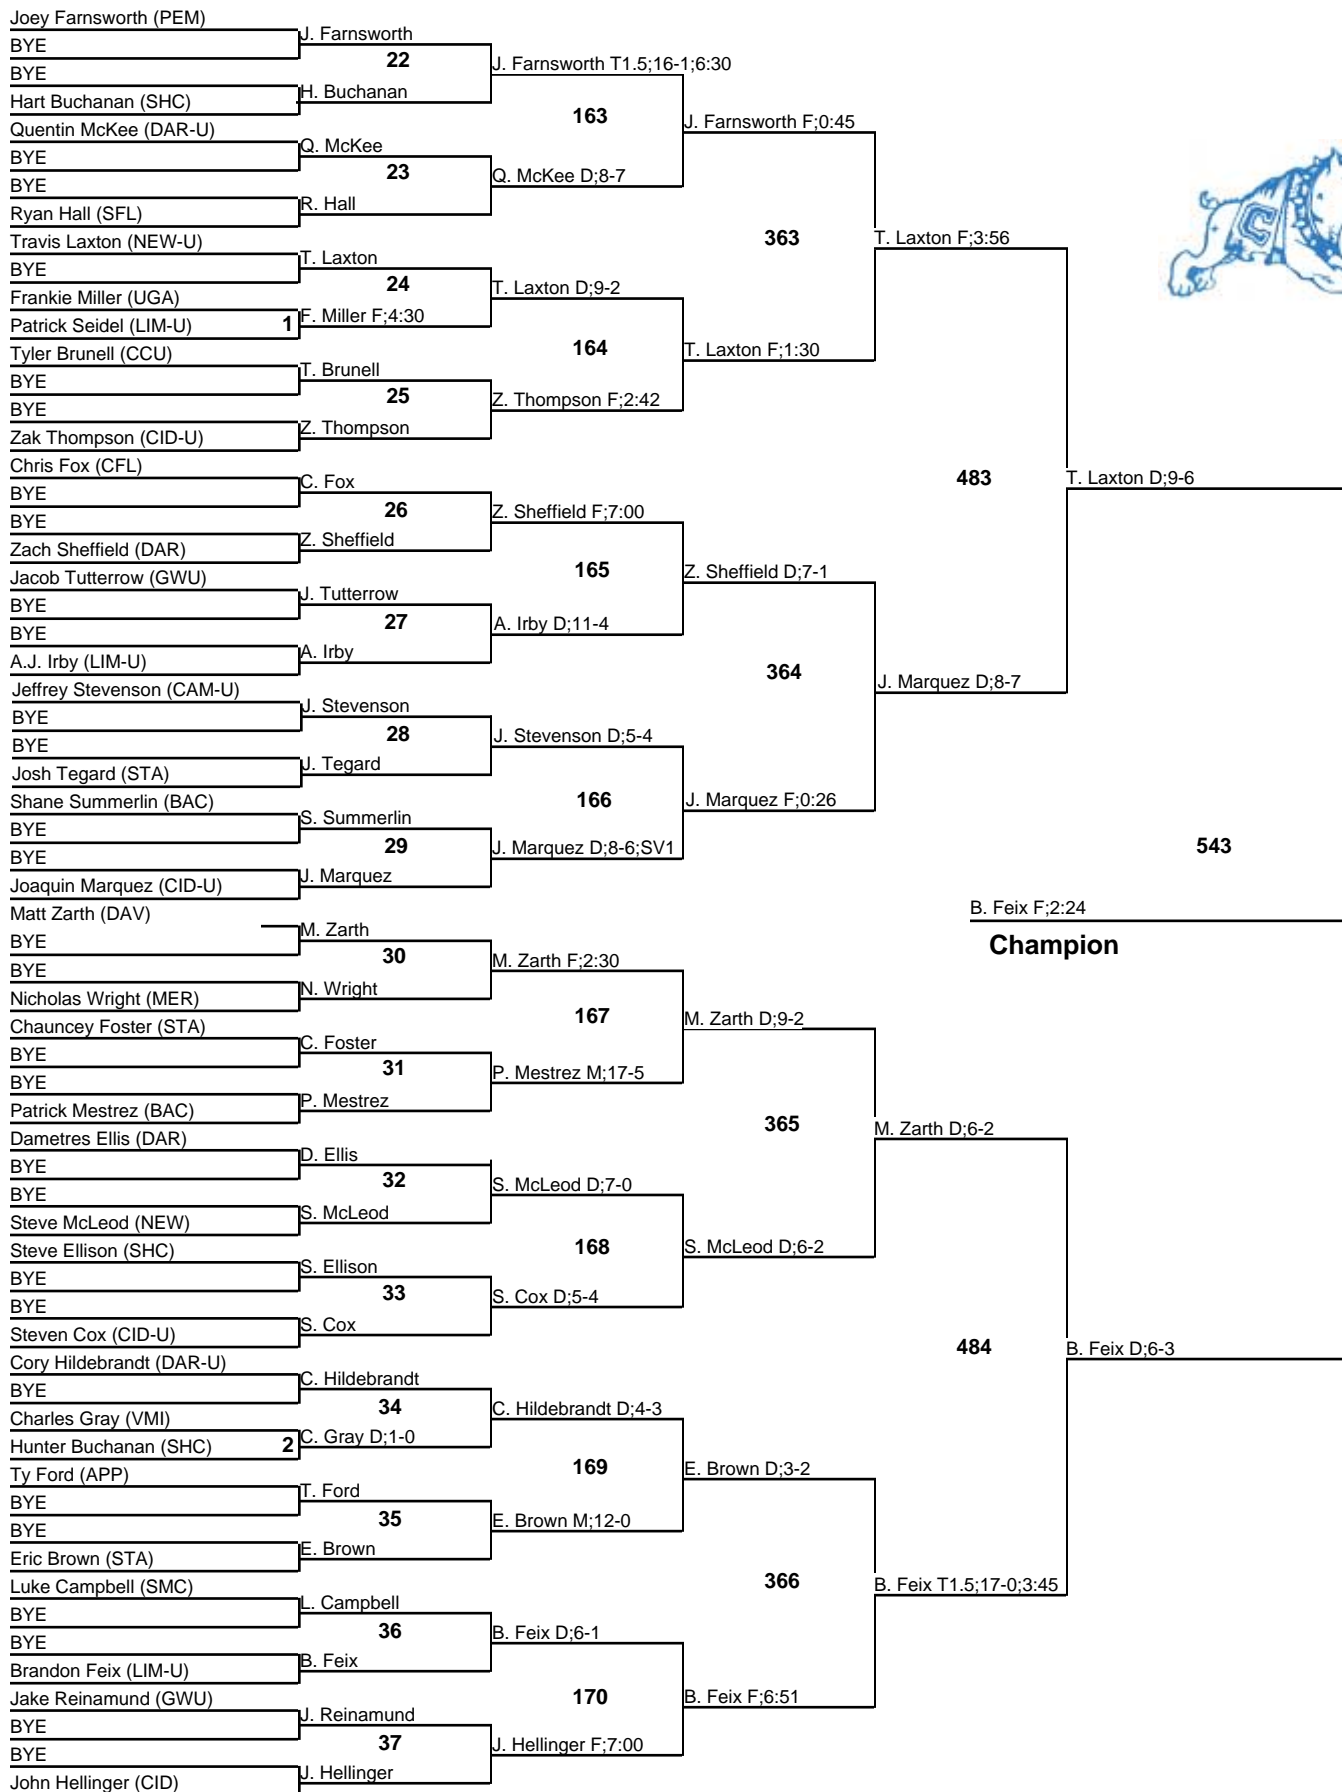 Joey Farnsworth (PEM)
BYE
J. Farnsworth
22
BYE
H. Buchanan
Hart Buchanan (SHC)
J. Farnsworth T1.5;16-1;6:30
163
Quentin McKee (DAR-U)
BYE
Q. McKee
23
BYE
R. Hall
Ryan Hall (SFL)
Q. McKee D;8-7
J. Farnsworth F;0:45
363
Travis Laxton (NEW-U)
BYE
T. Laxton
24
Frankie Miller (UGA)
Patrick Seidel (LIM-U)
1
F. Miller F;4:30
T. Laxton D;9-2
164
Tyler Brunell (CCU)
BYE
T. Brunell
25
BYE
Z. Thompson
Zak Thompson (CID-U)
Z. Thompson F;2:42
T. Laxton F;1:30
T. Laxton F;3:56
483
Chris Fox (CFL)
BYE
C. Fox
26
BYE
Z. Sheffield
Zach Sheffield (DAR)
Z. Sheffield F;7:00
165
Jacob Tutterrow (GWU)
BYE
J. Tutterrow
27
BYE
A. Irby
A.J. Irby (LIM-U)
A. Irby D;11-4
Z. Sheffield D;7-1
364
Jeffrey Stevenson (CAM-U)
BYE
J. Stevenson
28
BYE
J. Tegard
Josh Tegard (STA)
J. Stevenson D;5-4
166
Shane Summerlin (BAC)
BYE
S. Summerlin
29
BYE
J. Marquez
Joaquin Marquez (CID-U)
J. Marquez D;8-6;SV1
J. Marquez F;0:26
J. Marquez D;8-7
T. Laxton D;9-6
543
B. Feix F;2:24
Champion
Matt Zarth (DAV)
BYE
M. Zarth
30
BYE
N. Wright
Nicholas Wright (MER)
M. Zarth F;2:30
167
Chauncey Foster (STA)
BYE
C. Foster
31
BYE
P. Mestrez
Patrick Mestrez (BAC)
P. Mestrez M;17-5
M. Zarth D;9-2
365
Dametres Ellis (DAR)
BYE
D. Ellis
32
BYE
S. McLeod
Steve McLeod (NEW)
S. McLeod D;7-0
168
Steve Ellison (SHC)
BYE
S. Ellison
33
BYE
S. Cox
Steven Cox (CID-U)
S. Cox D;5-4
S. McLeod D;6-2
M. Zarth D;6-2
484
Cory Hildebrandt (DAR-U)
BYE
C. Hildebrandt
34
Charles Gray (VMI)
Hunter Buchanan (SHC)
2
C. Gray D;1-0
C. Hildebrandt D;4-3
169
Ty Ford (APP)
BYE
T. Ford
35
BYE
E. Brown
Eric Brown (STA)
E. Brown M;12-0
E. Brown D;3-2
366
Luke Campbell (SMC)
BYE
L. Campbell
36
BYE
B. Feix
Brandon Feix (LIM-U)
B. Feix D;6-1
170
Jake Reinamund (GWU)
BYE
J. Reinamund
37
BYE
J. Hellinger
John Hellinger (CID)
J. Hellinger F;7:00
B. Feix F;6:51
B. Feix T1.5;17-0;3:45
B. Feix D;6-3
C